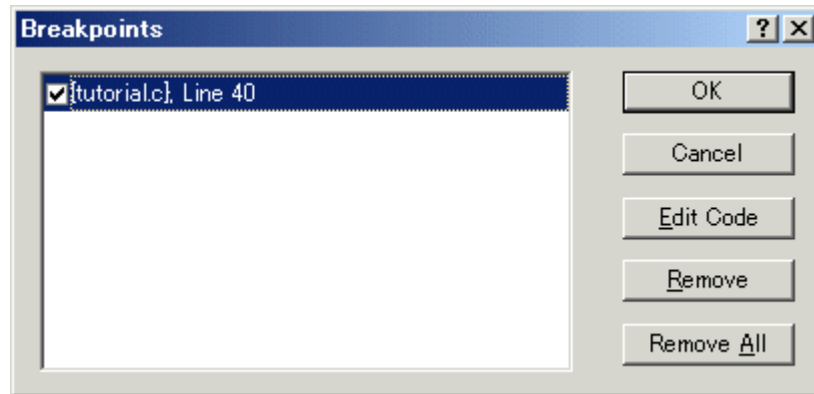 Breakpoints
{tutorial.c}, Line 40
OK
Cancel
Edit Code
Remove
Remove All